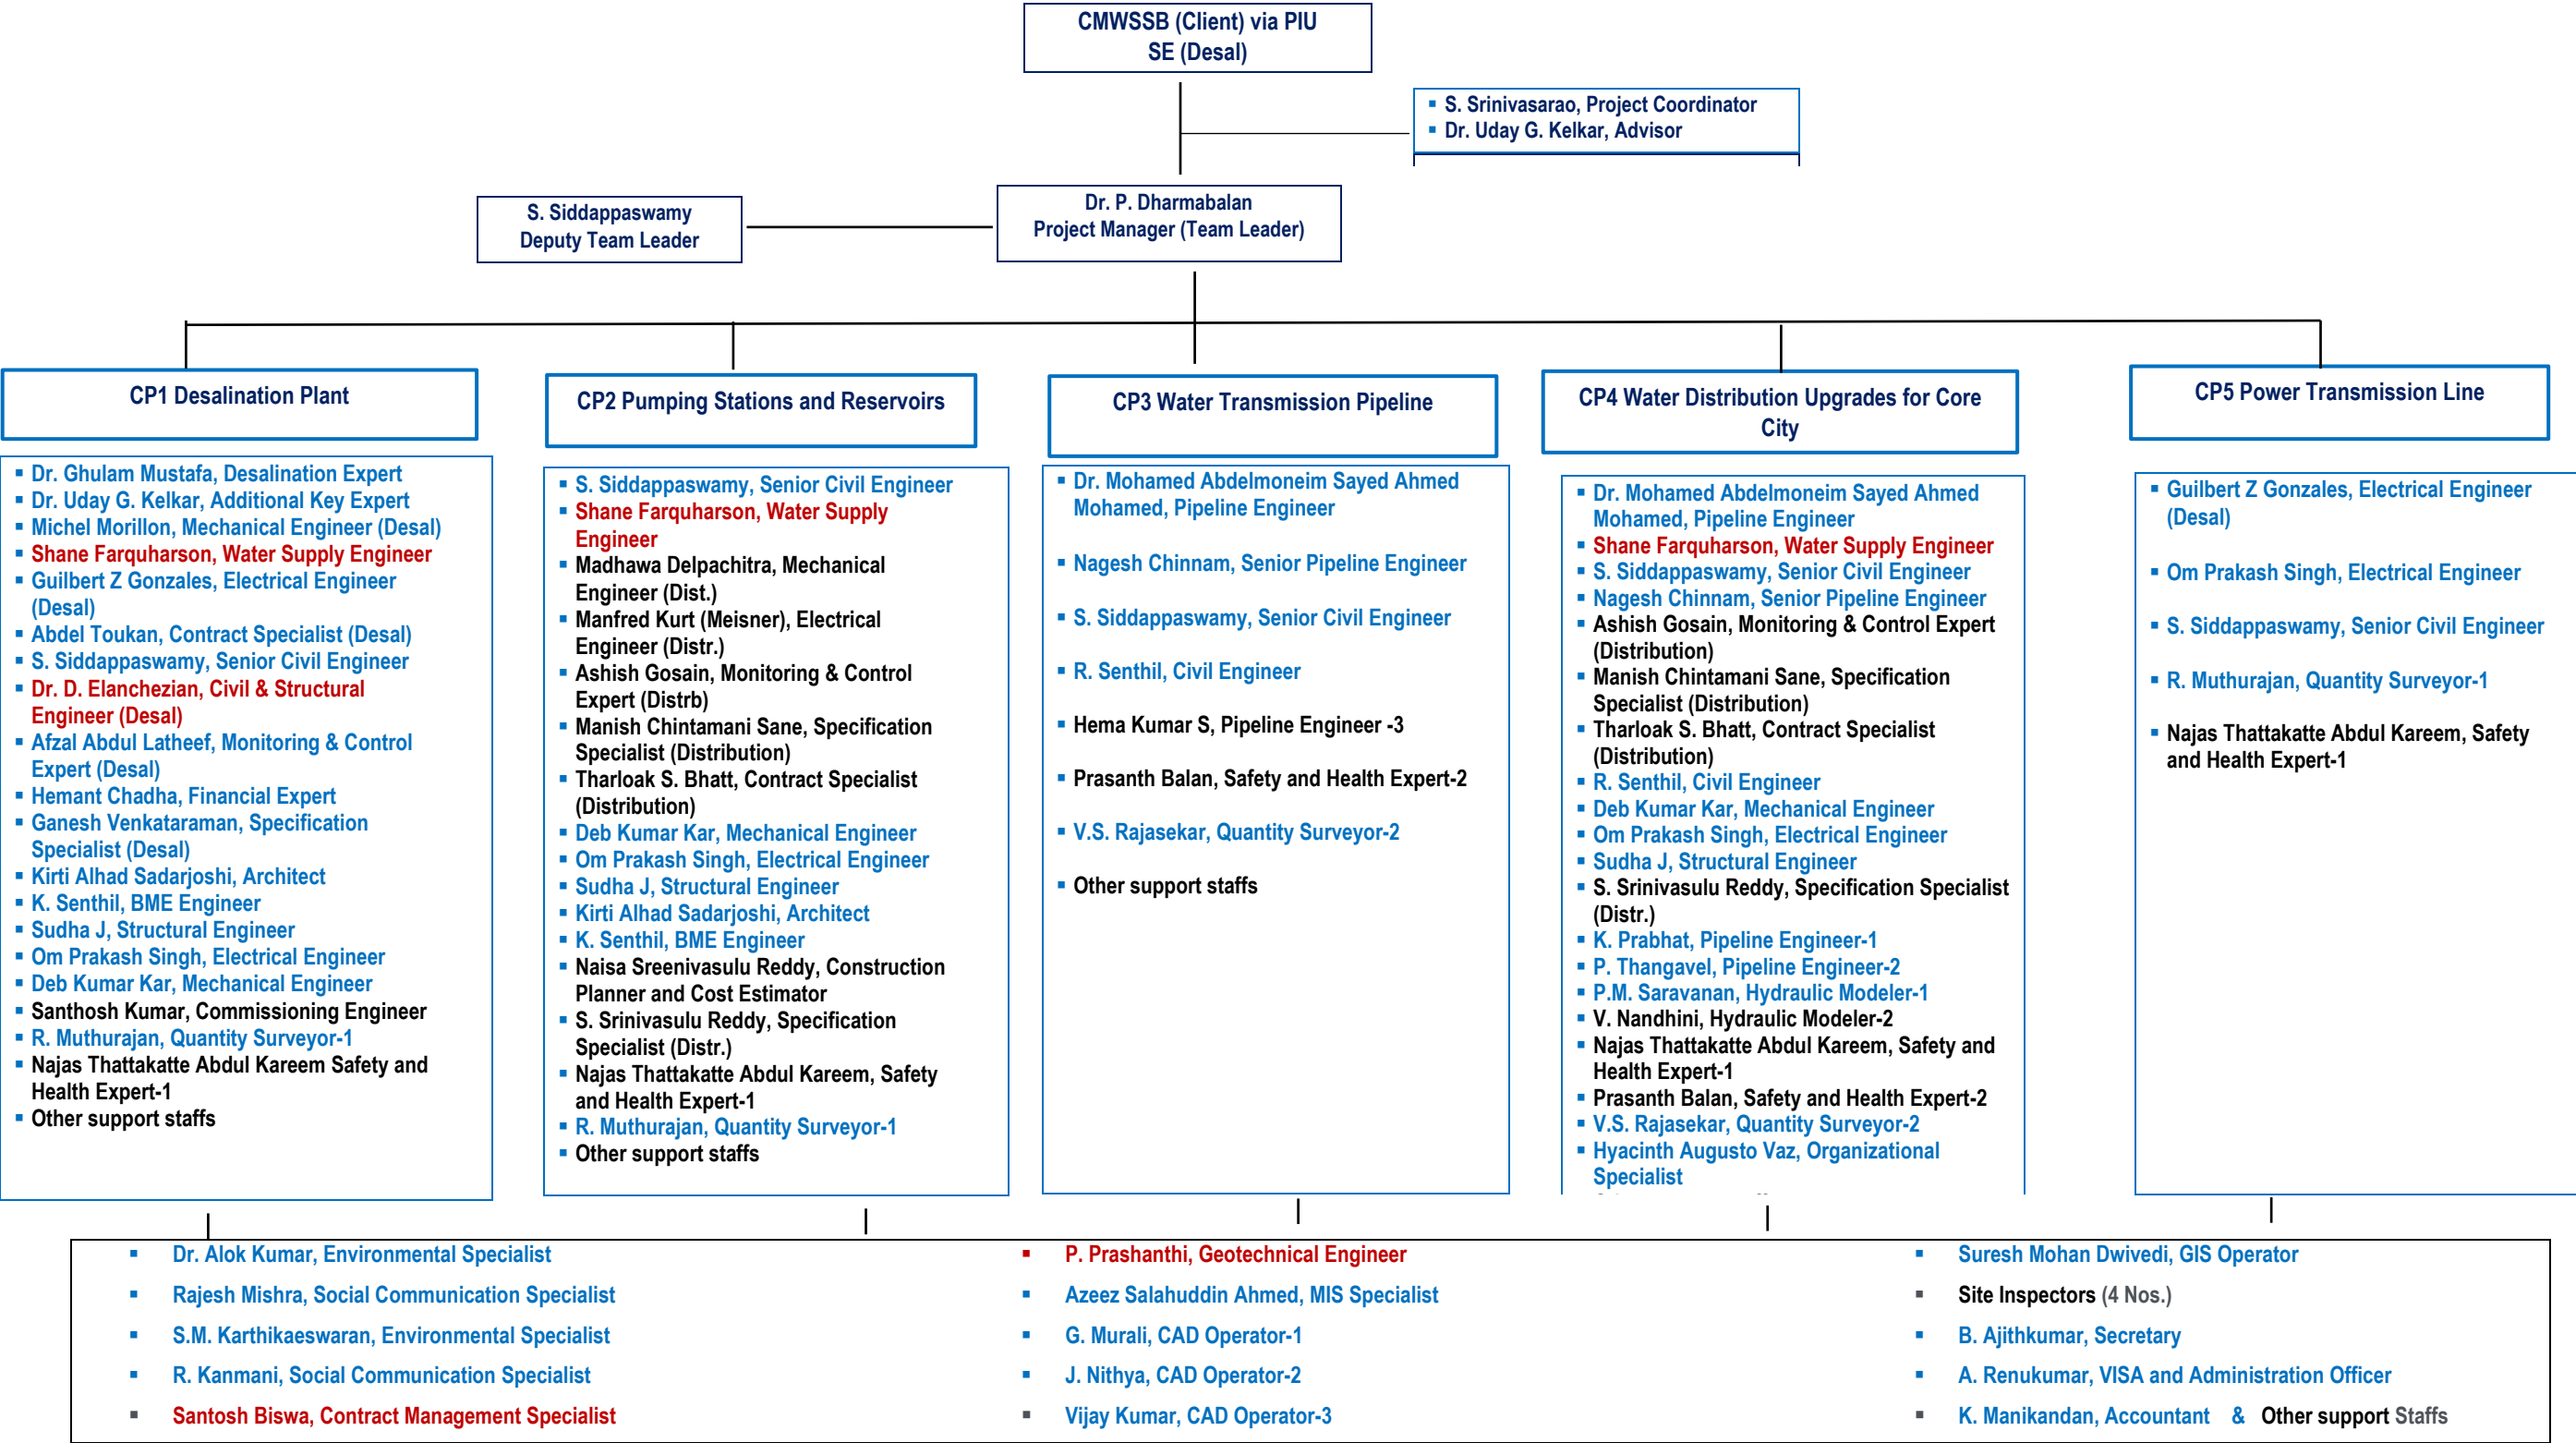 CMWSSB (Client) via PIU
SE (Desal)
▪ S. Srinivasarao, Project Coordinator
▪ Dr. Uday G. Kelkar, Advisor
S. Siddappaswamy
Deputy Team Leader
Dr. P. Dharmabalan
Project Manager (Team Leader)
CP1 Desalination Plant
▪ Dr. Ghulam Mustafa, Desalination Expert
▪ Dr. Uday G. Kelkar, Additional Key Expert
▪ Michel Morillon, Mechanical Engineer (Desal)
▪ Shane Farquharson, Water Supply Engineer
▪ Guilbert Z Gonzales, Electrical Engineer
(Desal)
▪ Abdel Toukan, Contract Specialist (Desal)
▪ S. Siddappaswamy, Senior Civil Engineer
▪ Dr. D. Elanchezian, Civil & Structural
Engineer (Desal)
▪ Afzal Abdul Latheef, Monitoring & Control
Expert (Desal)
▪ Hemant Chadha, Financial Expert
▪ Ganesh Venkataraman, Specification
Specialist (Desal)
▪ Kirti Alhad Sadarjoshi, Architect
▪ K. Senthil, BME Engineer
▪ Sudha J, Structural Engineer
▪ Om Prakash Singh, Electrical Engineer
▪ Deb Kumar Kar, Mechanical Engineer
▪ Santhosh Kumar, Commissioning Engineer
▪ R. Muthurajan, Quantity Surveyor-1
▪ Najas Thattakatte Abdul Kareem Safety and
Health Expert-1
▪ Other support staffs
CP2 Pumping Stations and Reservoirs
▪ S. Siddappaswamy, Senior Civil Engineer
▪ Shane Farquharson, Water Supply
Engineer
▪ Madhawa Delpachitra, Mechanical
Engineer (Dist.)
▪ Manfred Kurt (Meisner), Electrical
Engineer (Distr.)
▪ Ashish Gosain, Monitoring & Control
Expert (Distrb)
▪ Manish Chintamani Sane, Specification
Specialist (Distribution)
▪ Tharloak S. Bhatt, Contract Specialist
(Distribution)
▪ Deb Kumar Kar, Mechanical Engineer
▪ Om Prakash Singh, Electrical Engineer
▪ Sudha J, Structural Engineer
▪ Kirti Alhad Sadarjoshi, Architect
▪ K. Senthil, BME Engineer
▪ Naisa Sreenivasulu Reddy, Construction
Planner and Cost Estimator
▪ S. Srinivasulu Reddy, Specification
Specialist (Distr.)
▪ Najas Thattakatte Abdul Kareem, Safety
and Health Expert-1
▪ R. Muthurajan, Quantity Surveyor-1
▪ Other support staffs
CP3 Water Transmission Pipeline
▪ Dr. Mohamed Abdelmoneim Sayed Ahmed
Mohamed, Pipeline Engineer
▪ Nagesh Chinnam, Senior Pipeline Engineer
▪ S. Siddappaswamy, Senior Civil Engineer
▪ R. Senthil, Civil Engineer
▪ Hema Kumar S, Pipeline Engineer -3
▪ Prasanth Balan, Safety and Health Expert-2
▪ V.S. Rajasekar, Quantity Surveyor-2
▪ Other support staffs
CP4 Water Distribution Upgrades for Core
City
▪ Dr. Mohamed Abdelmoneim Sayed Ahmed
Mohamed, Pipeline Engineer
▪ Shane Farquharson, Water Supply Engineer
▪ S. Siddappaswamy, Senior Civil Engineer
▪ Nagesh Chinnam, Senior Pipeline Engineer
▪ Ashish Gosain, Monitoring & Control Expert
(Distribution)
▪ Manish Chintamani Sane, Specification
Specialist (Distribution)
▪ Tharloak S. Bhatt, Contract Specialist
(Distribution)
▪ R. Senthil, Civil Engineer
▪ Deb Kumar Kar, Mechanical Engineer
▪ Om Prakash Singh, Electrical Engineer
▪ Sudha J, Structural Engineer
▪ S. Srinivasulu Reddy, Specification Specialist
(Distr.)
▪ K. Prabhat, Pipeline Engineer-1
▪ P. Thangavel, Pipeline Engineer-2
▪ P.M. Saravanan, Hydraulic Modeler-1
▪ V. Nandhini, Hydraulic Modeler-2
▪ Najas Thattakatte Abdul Kareem, Safety and
Health Expert-1
▪ Prasanth Balan, Safety and Health Expert-2
▪ V.S. Rajasekar, Quantity Surveyor-2
▪ Hyacinth Augusto Vaz, Organizational
Specialist
CP5 Power Transmission Line
▪ Guilbert Z Gonzales, Electrical Engineer
(Desal)
▪ Om Prakash Singh, Electrical Engineer
▪ S. Siddappaswamy, Senior Civil Engineer
▪ R. Muthurajan, Quantity Surveyor-1
▪ Najas Thattakatte Abdul Kareem, Safety
and Health Expert-1
▪ Dr. Alok Kumar, Environmental Specialist
▪ Rajesh Mishra, Social Communication Specialist
▪ S.M. Karthikaeswaran, Environmental Specialist
▪ R. Kanmani, Social Communication Specialist
▪ Santosh Biswa, Contract Management Specialist
▪ P. Prashanthi, Geotechnical Engineer
▪ Azeez Salahuddin Ahmed, MIS Specialist
▪ G. Murali, CAD Operator-1
▪ J. Nithya, CAD Operator-2
▪ Vijay Kumar, CAD Operator-3
▪ Suresh Mohan Dwivedi, GIS Operator
▪ Site Inspectors (4 Nos.)
▪ B. Ajithkumar, Secretary
▪ A. Renukumar, VISA and Administration Officer
▪ K. Manikandan, Accountant & Other support Staffs